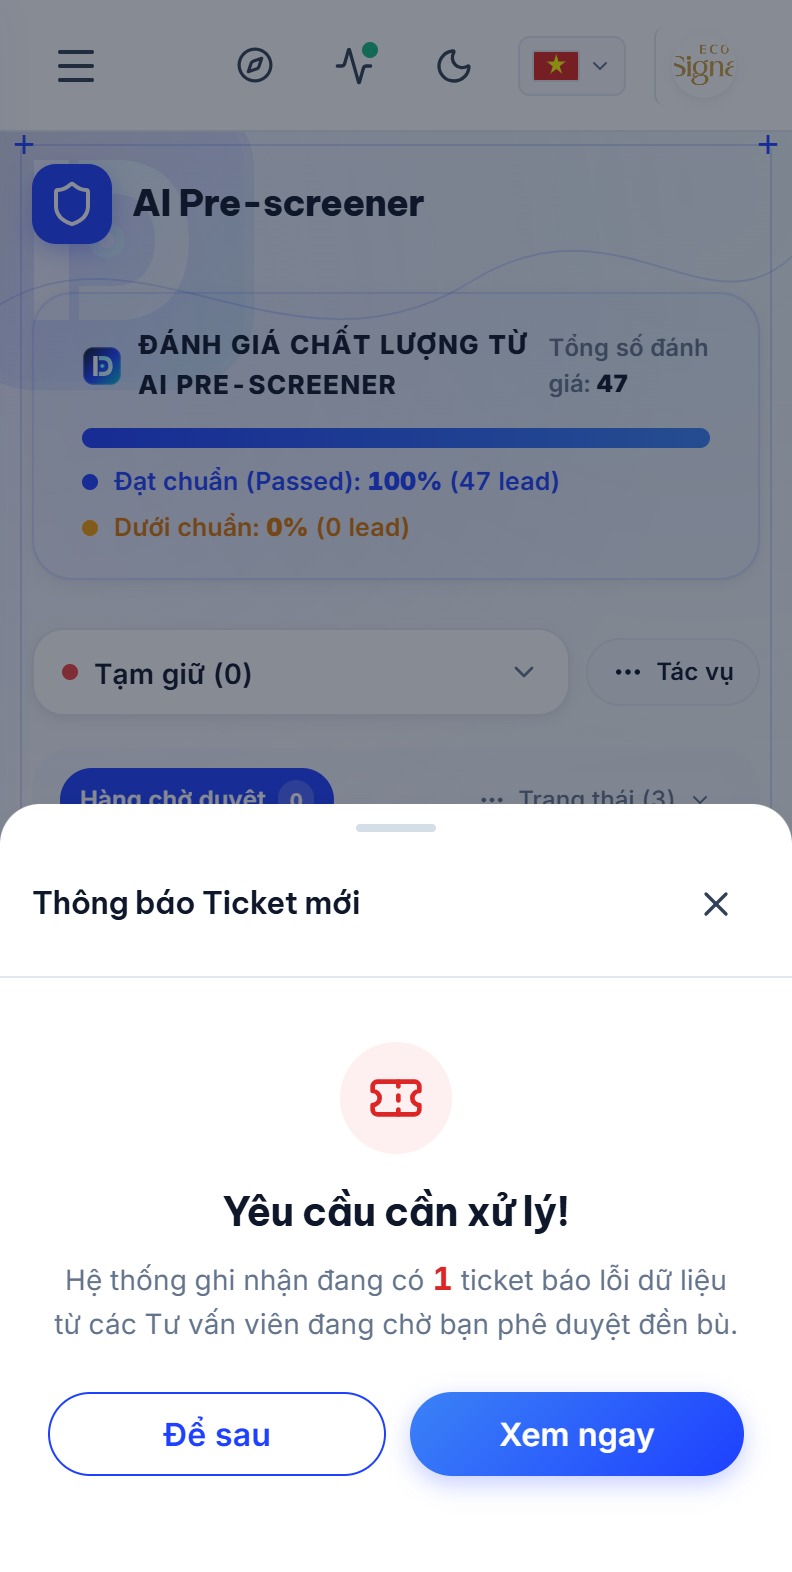 ECO
Signa
AI Pre-screener
ĐÁNH GIÁ CHẤT LƯỢNG TỪ
AI PRE-SCREENER
Tổng số đánh
giá: 47
Đạt chuẩn (Passed): 100% (47 lead)
Dưới chuẩn: 0% (0 lead)
Tạm giữ (0)
Tác vụ
Hàng chờ duyệt 0
Trạng thái (3)
Thông báo Ticket mới
Yêu cầu cần xử lý!
Hệ thống ghi nhận đang có 1 ticket báo lỗi dữ liệu
từ các Tư vấn viên đang chờ bạn phê duyệt đền bù.
Để sau
Xem ngay